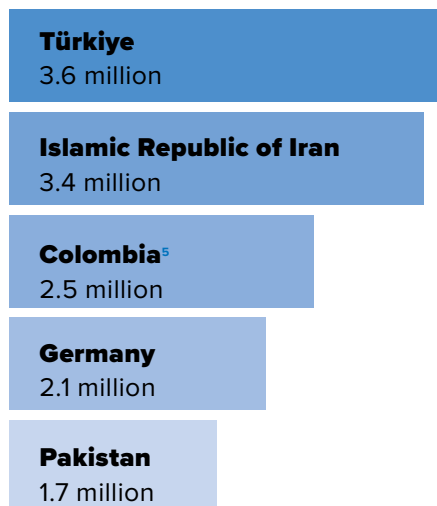 Türkiye
3.6 million
Islamic Republic of Iran
3.4 million
Colombia⁵
2.5 million
Germany
2.1 million
Pakistan
1.7 million